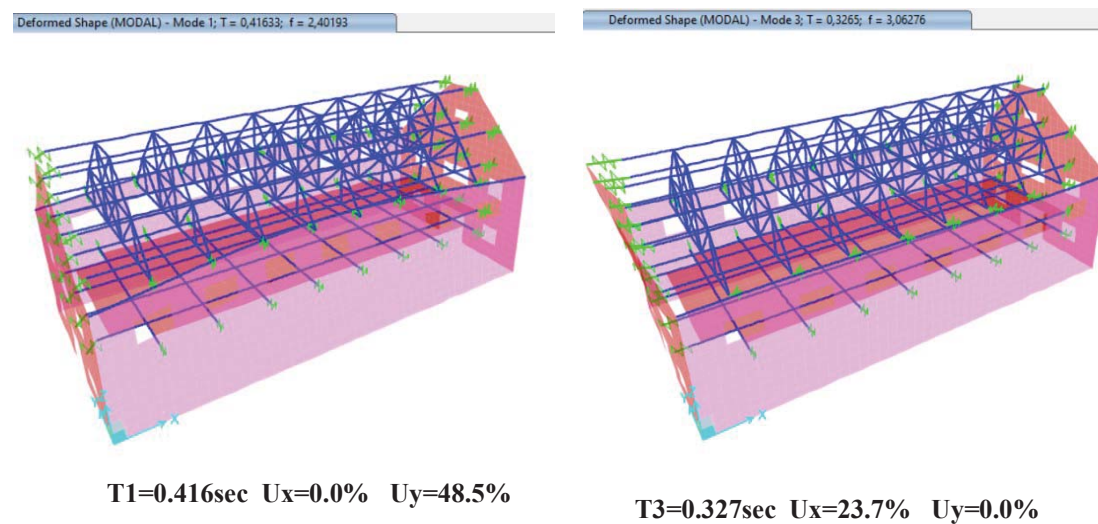 Deformed Shape (MODAL) - Mode 1; T = 0,41633; f = 2,40193
Deformed Shape (MODAL) - Mode 3; T = 0,3265; f = 3,06276
X
T1=0.416sec Ux=0.0% Uy=48.5%
X
T3=0.327sec Ux=23.7% Uy=0.0%